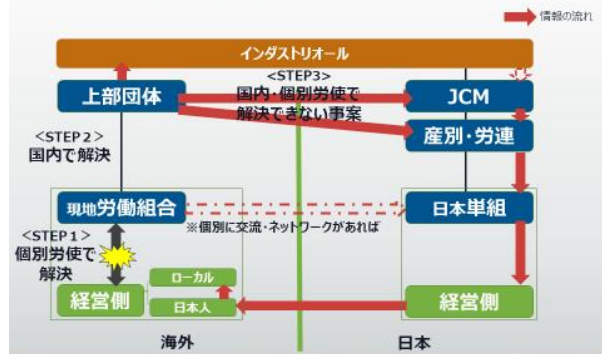 情報の流れ
インダストリオール
<STEP3>
上部団体
国内・個別労使で
解決できない事案
JCM
産別・労連
<STEP2>
国内で解決
現地労働組合
日本単組
※個別に交流・ネットワークがあれば
<STEP1>
個別労使で
解決
ローカル
経営側
日本人
経営側
海外
日本